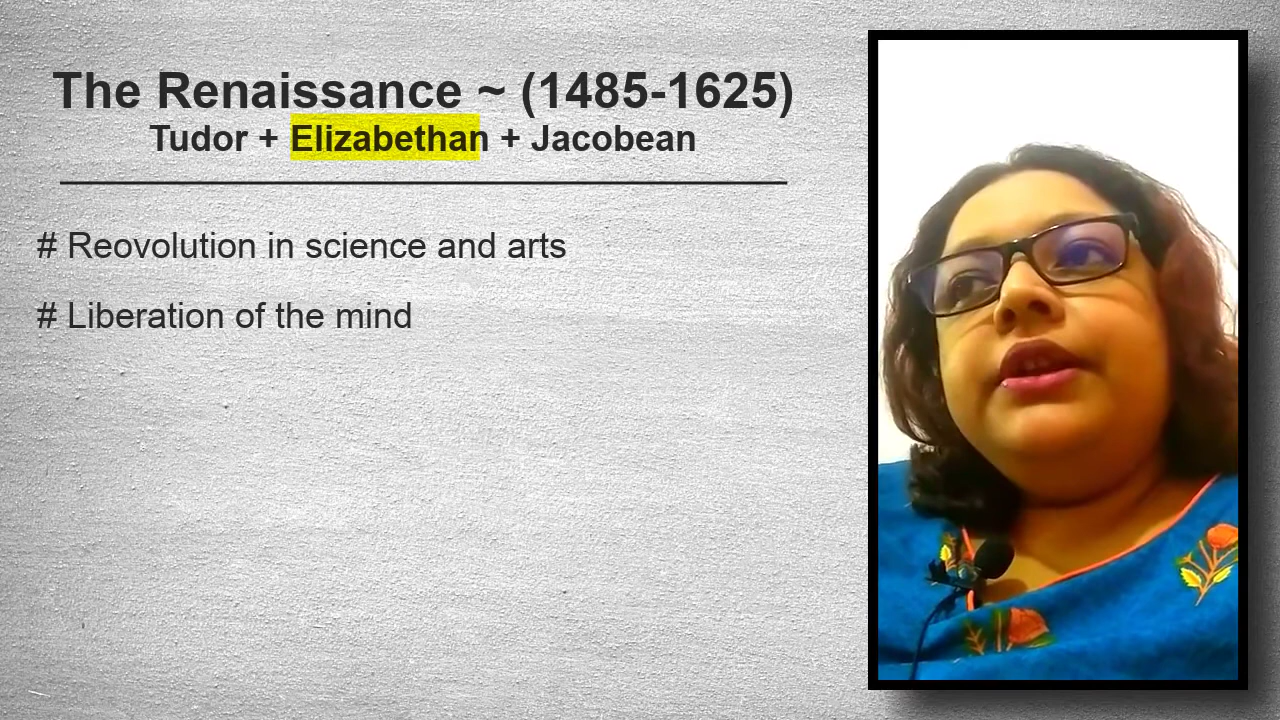 The Renaissance ~ (1485-1625)
Tudor + Elizabethan + Jacobean
# Reovolution in science and arts
# Liberation of the mind